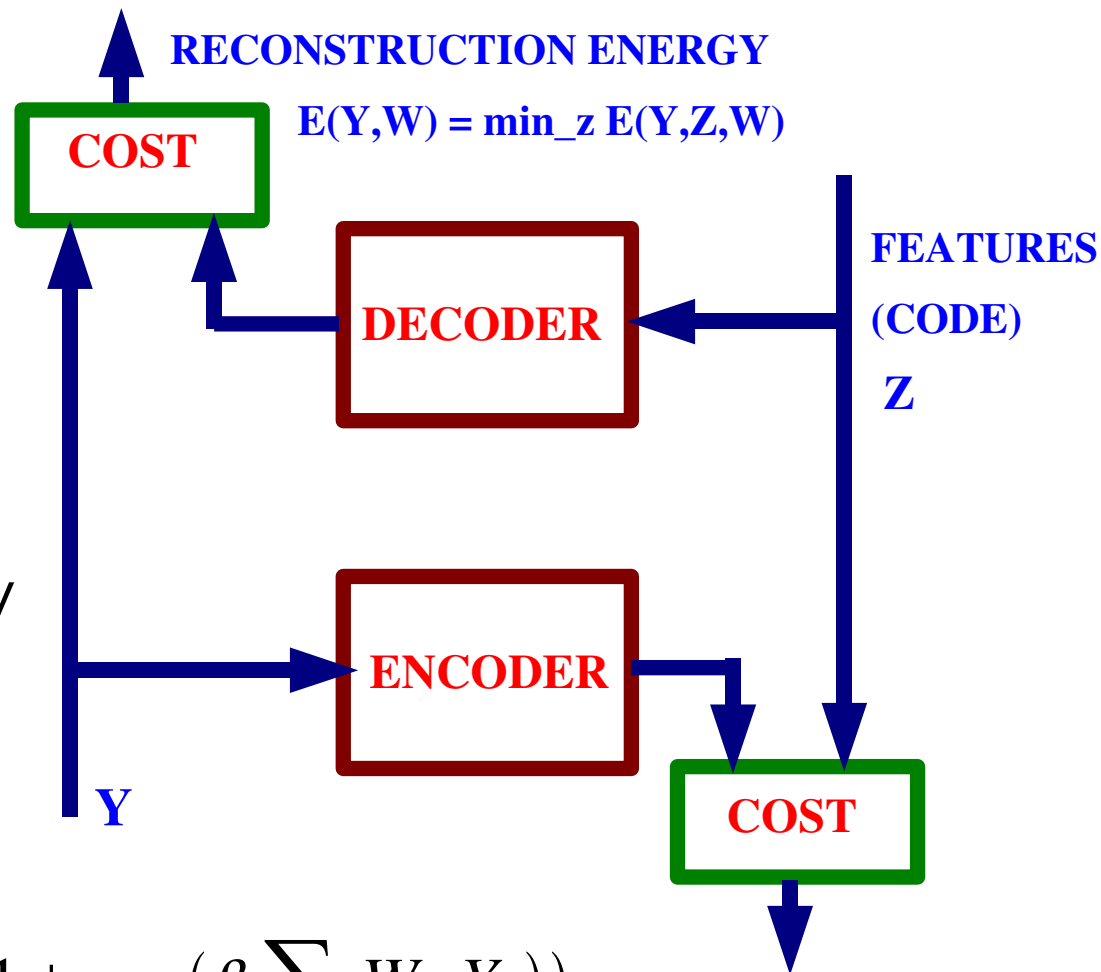 RECONSTRUCTION ENERGY
E(Y,W) = min_z E(Y,Z,W)
COST
FEATURES
(CODE)
Z
DECODER
ENCODER
Y
COST